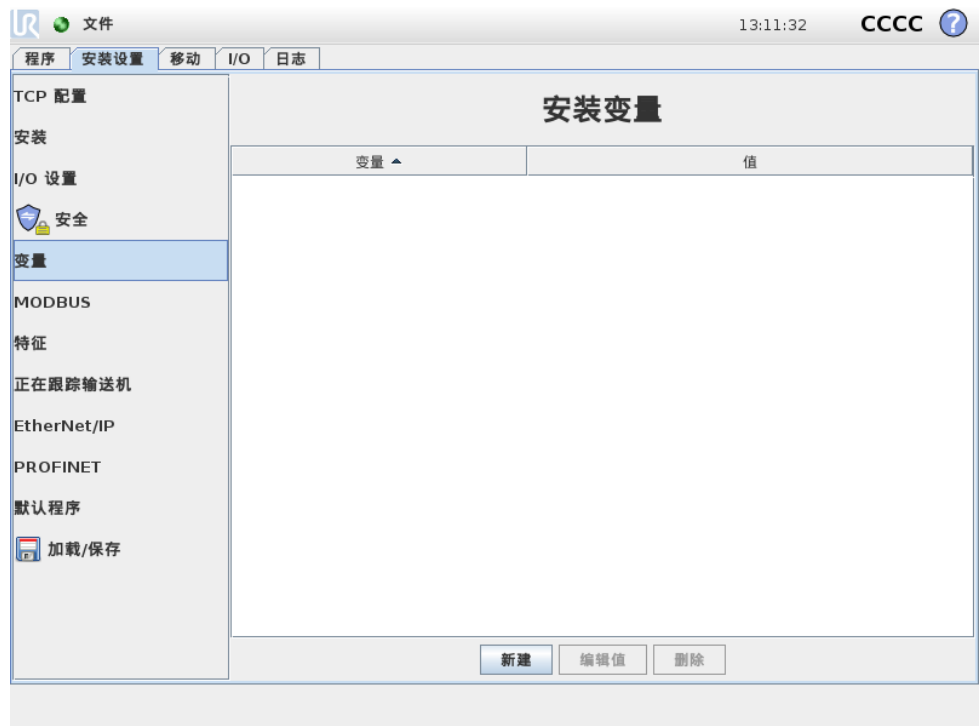 UR 文件 13:11:32 CCCC ?
程序 安装设置 移动 I/O 日志
TCP 配置
安装变量
安装
变量 值
I/O 设置
安全
变量
MODBUS
特征
正在跟踪输送机
EtherNet/IP
PROFINET
默认程序
加载/保存
新建 编辑值 删除